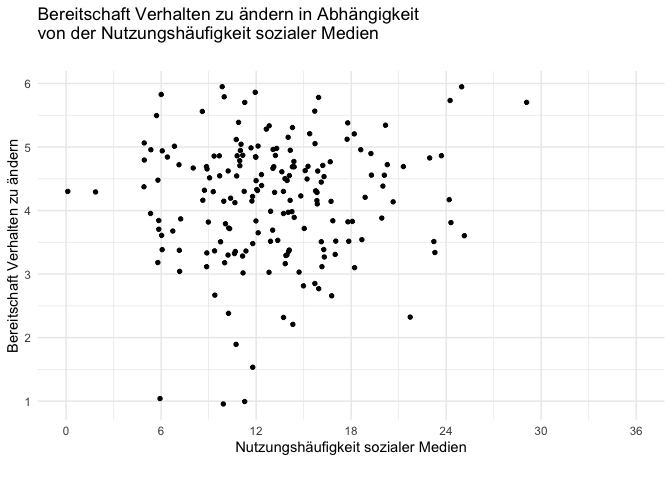 Bereitschaft Verhalten zu ändern in Abhängigkeit
von der Nutzungshäufigkeit sozialer Medien
Bereitschaft Verhalten zu ändern
6
5
4
3
2
1
0 6 12 18 24 30 36
Nutzungshäufigkeit sozialer Medien